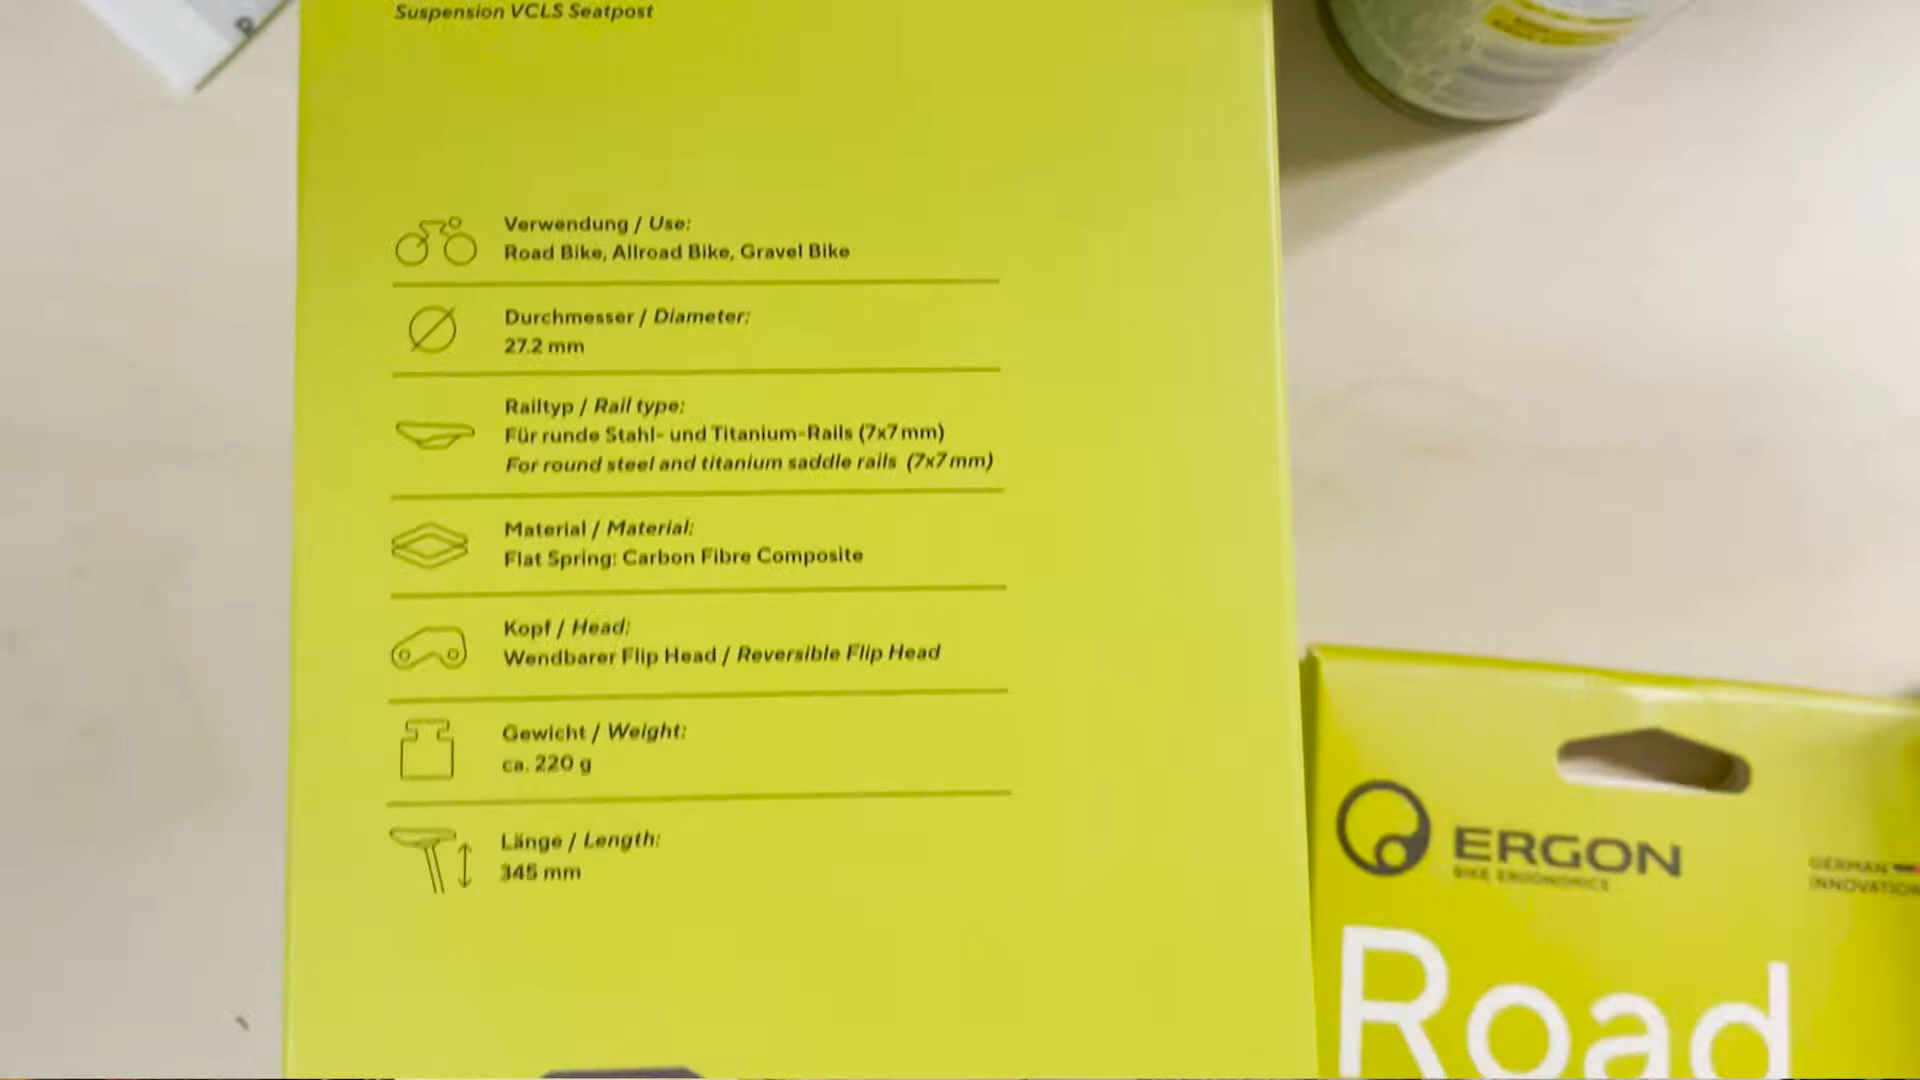 Suspension VCLS Seatpost
Verwendung / Use:
Road Bike, Allroad Bike, Gravel Bike
Durchmesser / Diameter:
27.2 mm
Railtyp / Rail type:
Für runde Stahl- und Titanium-Rails (7x7 mm)
For round steel and titanium saddle rails (7x7 mm)
Material / Material:
Flat Spring: Carbon Fibre Composite
Kopf / Head:
Wendbarer Flip Head / Reversible Flip Head
Gewicht / Weight:
ca. 220 g
Länge / Length:
345 mm
ERGON
BIKE ERGONOMICS
GERMAN
INNOVATION
Road